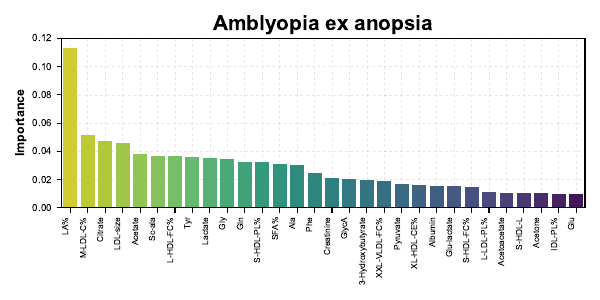 Amblyopia ex anopsia
Importance
0.12
0.10
0.08
0.06
0.04
0.02
0.00
LA%
M-LDL-C%
Citrate
LDL-size
Acetate
Sc-ala
L-HDL-FC%
Tyr
Lactate
Gly
Gln
S-HDL-PL%
SFA%
Ala
Phe
Creatinine
GlycA
3-Hydroxybutyrate
XXL-VLDL-FC%
Pyruvate
XL-HDL-CE%
Albumin
Glu-lactate
S-HDL-FC%
L-LDL-PL%
Acetoacetate
S-HDL-L
Acetone
IDL-PL%
Glu